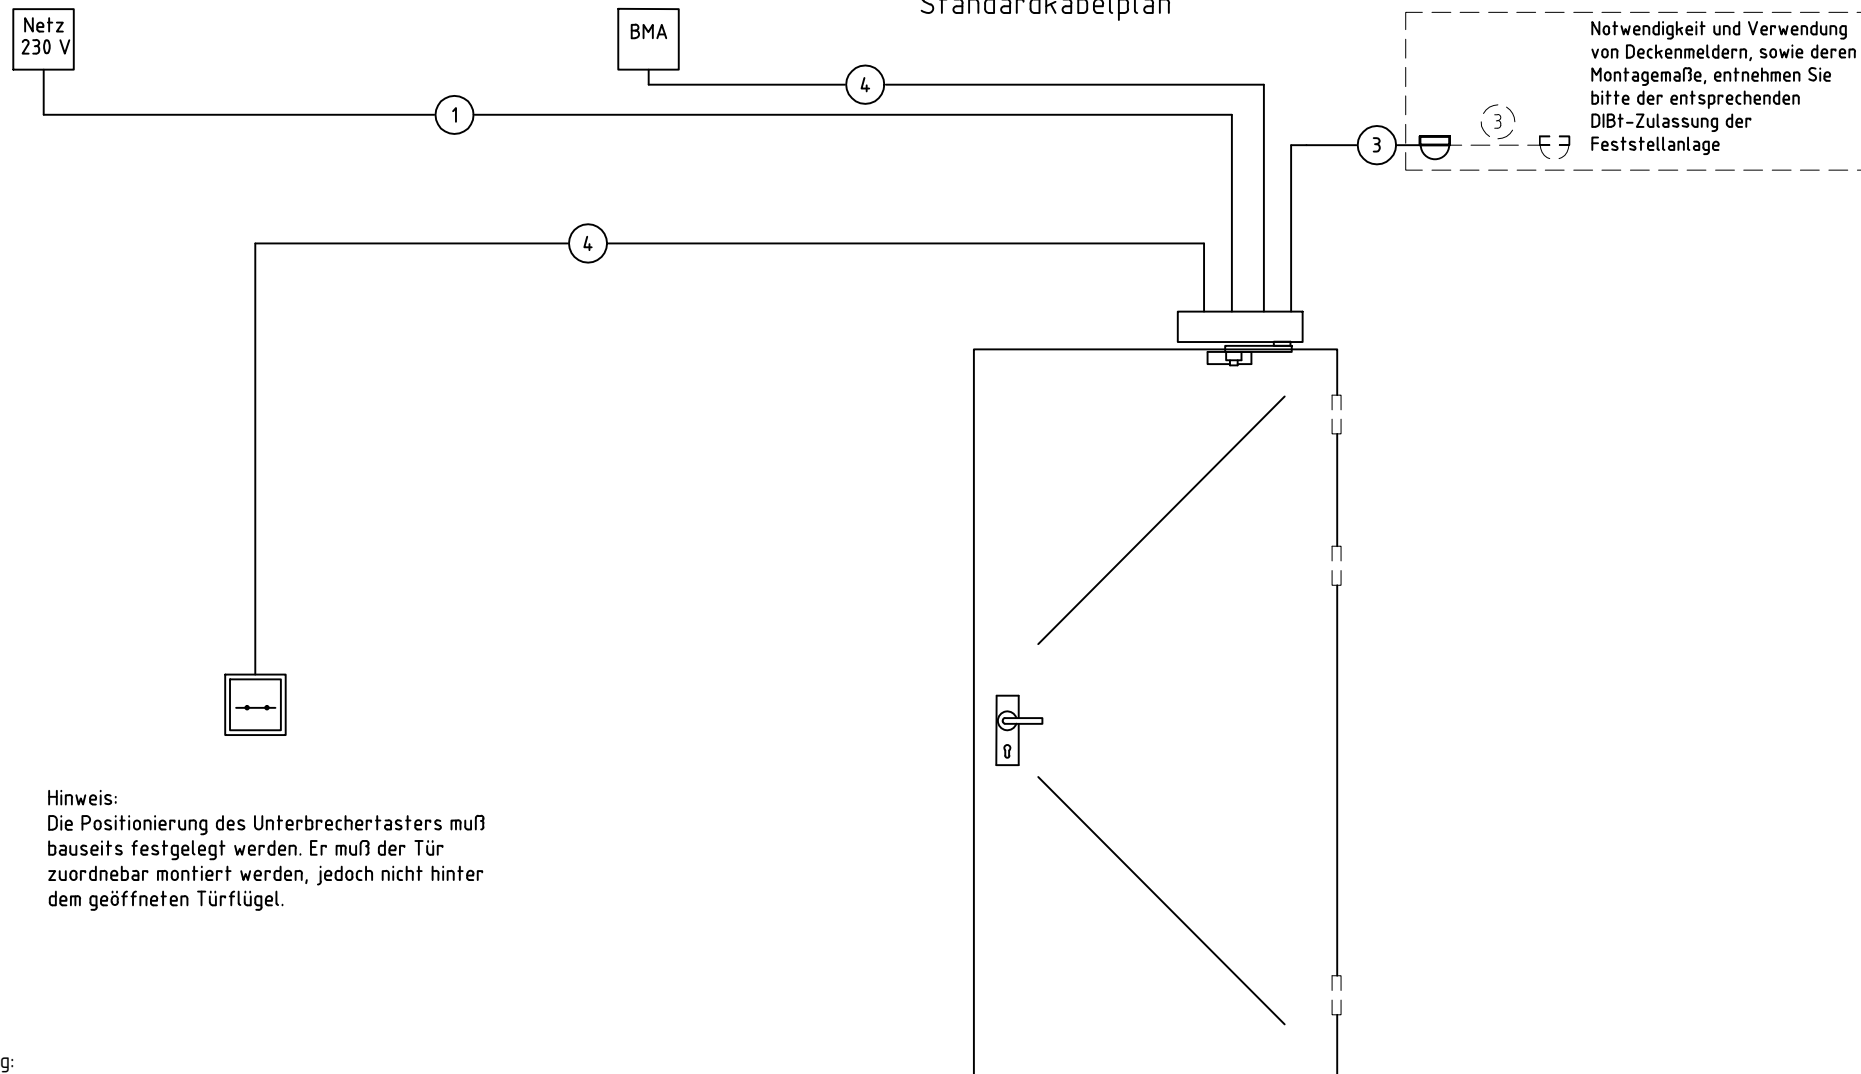 Standardkabelplan
Netz
230 V
BMA
4
1
3
3
Notwendigkeit und Verwendung
von Deckenmeldern, sowie deren
Montagemaße, entnehmen Sie
bitte der entsprechenden
DIBt-Zulassung der
Feststellanlage
4
Hinweis:
Die Positionierung des Unterbrechertasters muß
bauseits festgelegt werden. Er muß der Tür
zuordnebar montiert werden, jedoch nicht hinter
dem geöffneten Türflügel.
g: